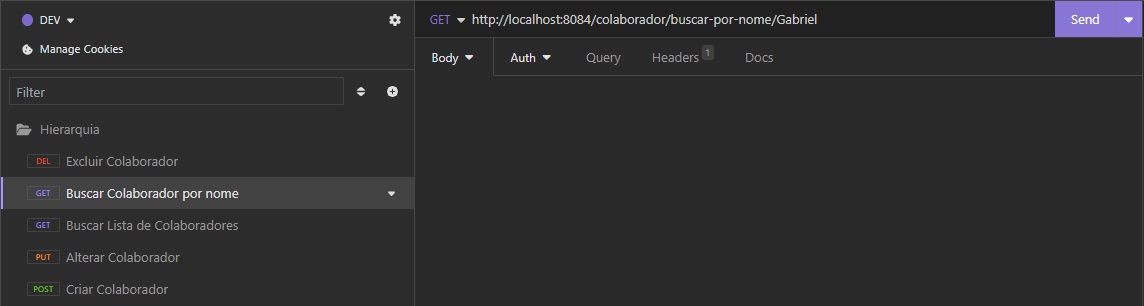 DEV
Manage Cookies
Filter
Hierarquia
DEL Excluir Colaborador
GET Buscar Colaborador por nome
GET Buscar Lista de Colaboradores
PUT Alterar Colaborador
POST Criar Colaborador
GET http://localhost:8084/colaborador/buscar-por-nome/Gabriel Send
Body Auth Query Headers 1 Docs